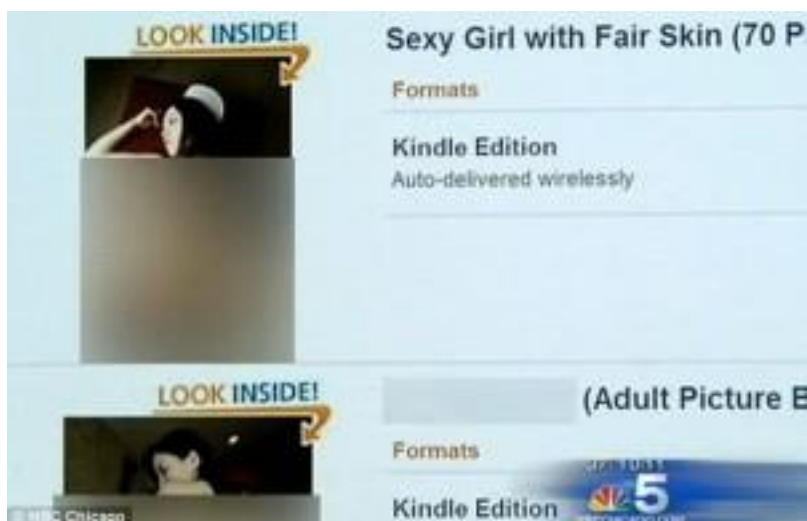 LOOK INSIDE!
Sexy Girl with Fair Skin (70 P
Formats
Kindle Edition
Auto-delivered wirelessly
LOOK INSIDE!
(Adult Picture B
Formats
Kindle Edition
5
NBC Chicago